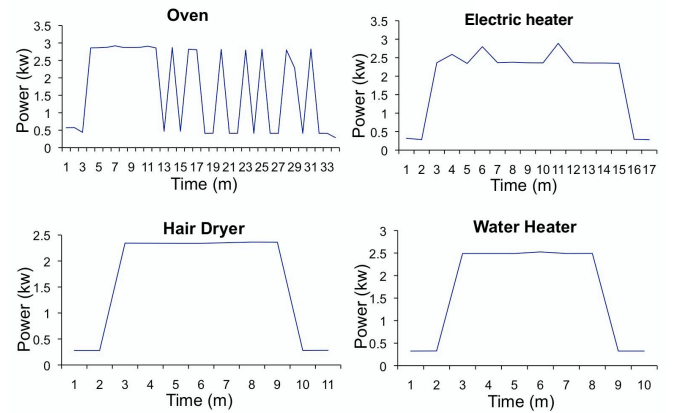 Oven
Power (kw)
3.5
3
2.5
2
1.5
1
0.5
0
1 3 5 7 9 11 13 15 17 19 21 23 25 27 29 31 33
Time (m)
Electric heater
Power (kw)
3.5
3
2.5
2
1.5
1
0.5
0
1 2 3 4 5 6 7 8 9 10 11 12 13 14 15 16 17
Time (m)
Hair Dryer
Power (kw)
2.5
2
1.5
1
0.5
0
1 2 3 4 5 6 7 8 9 10 11
Time (m)
Water Heater
Power (kw)
3
2.5
2
1.5
1
0.5
0
1 2 3 4 5 6 7 8 9 10
Time (m)